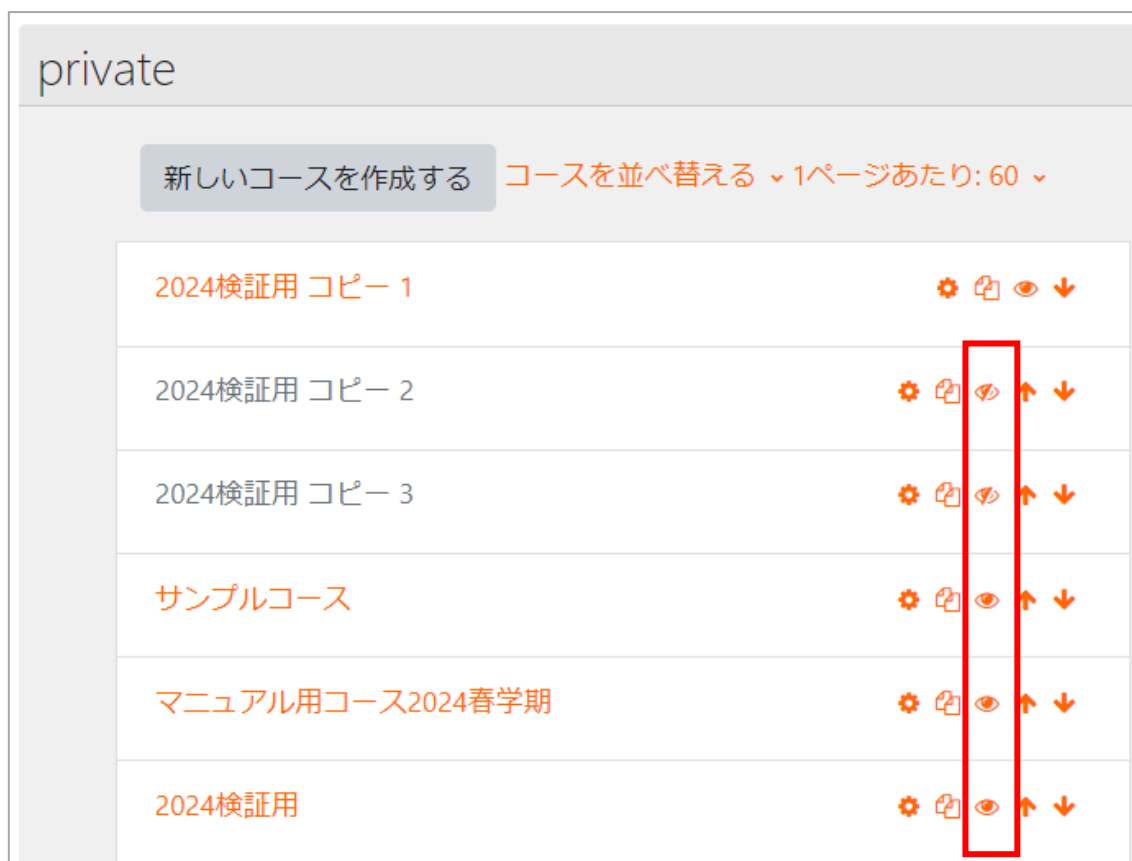 private
新しいコースを作成する コースを並べ替える 1ページあたり: 60
2024検証用 コピー 1
2024検証用 コピー 2
2024検証用 コピー 3
サンプルコース
マニュアル用コース2024春学期
2024検証用